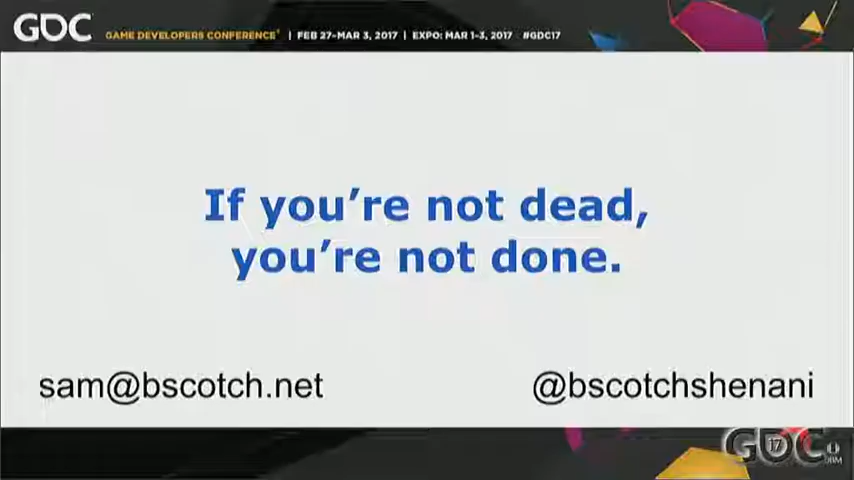 GDC GAME DEVELOPERS CONFERENCE | FEB 27-MAR 3, 2017 | EXPO: MAR 1-3, 2017 #GDC17
If you're not dead,
you're not done.
sam@bscotch.net
@bscotchshenani
GDC 17